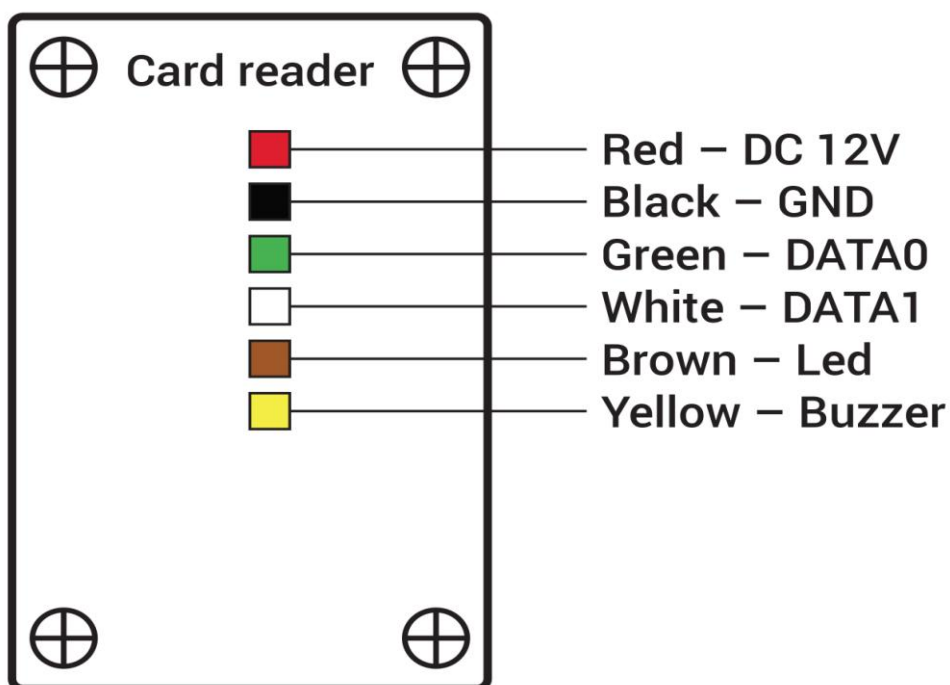 Card reader
Red – DC 12V
Black – GND
Green – DATA0
White – DATA1
Brown – Led
Yellow – Buzzer